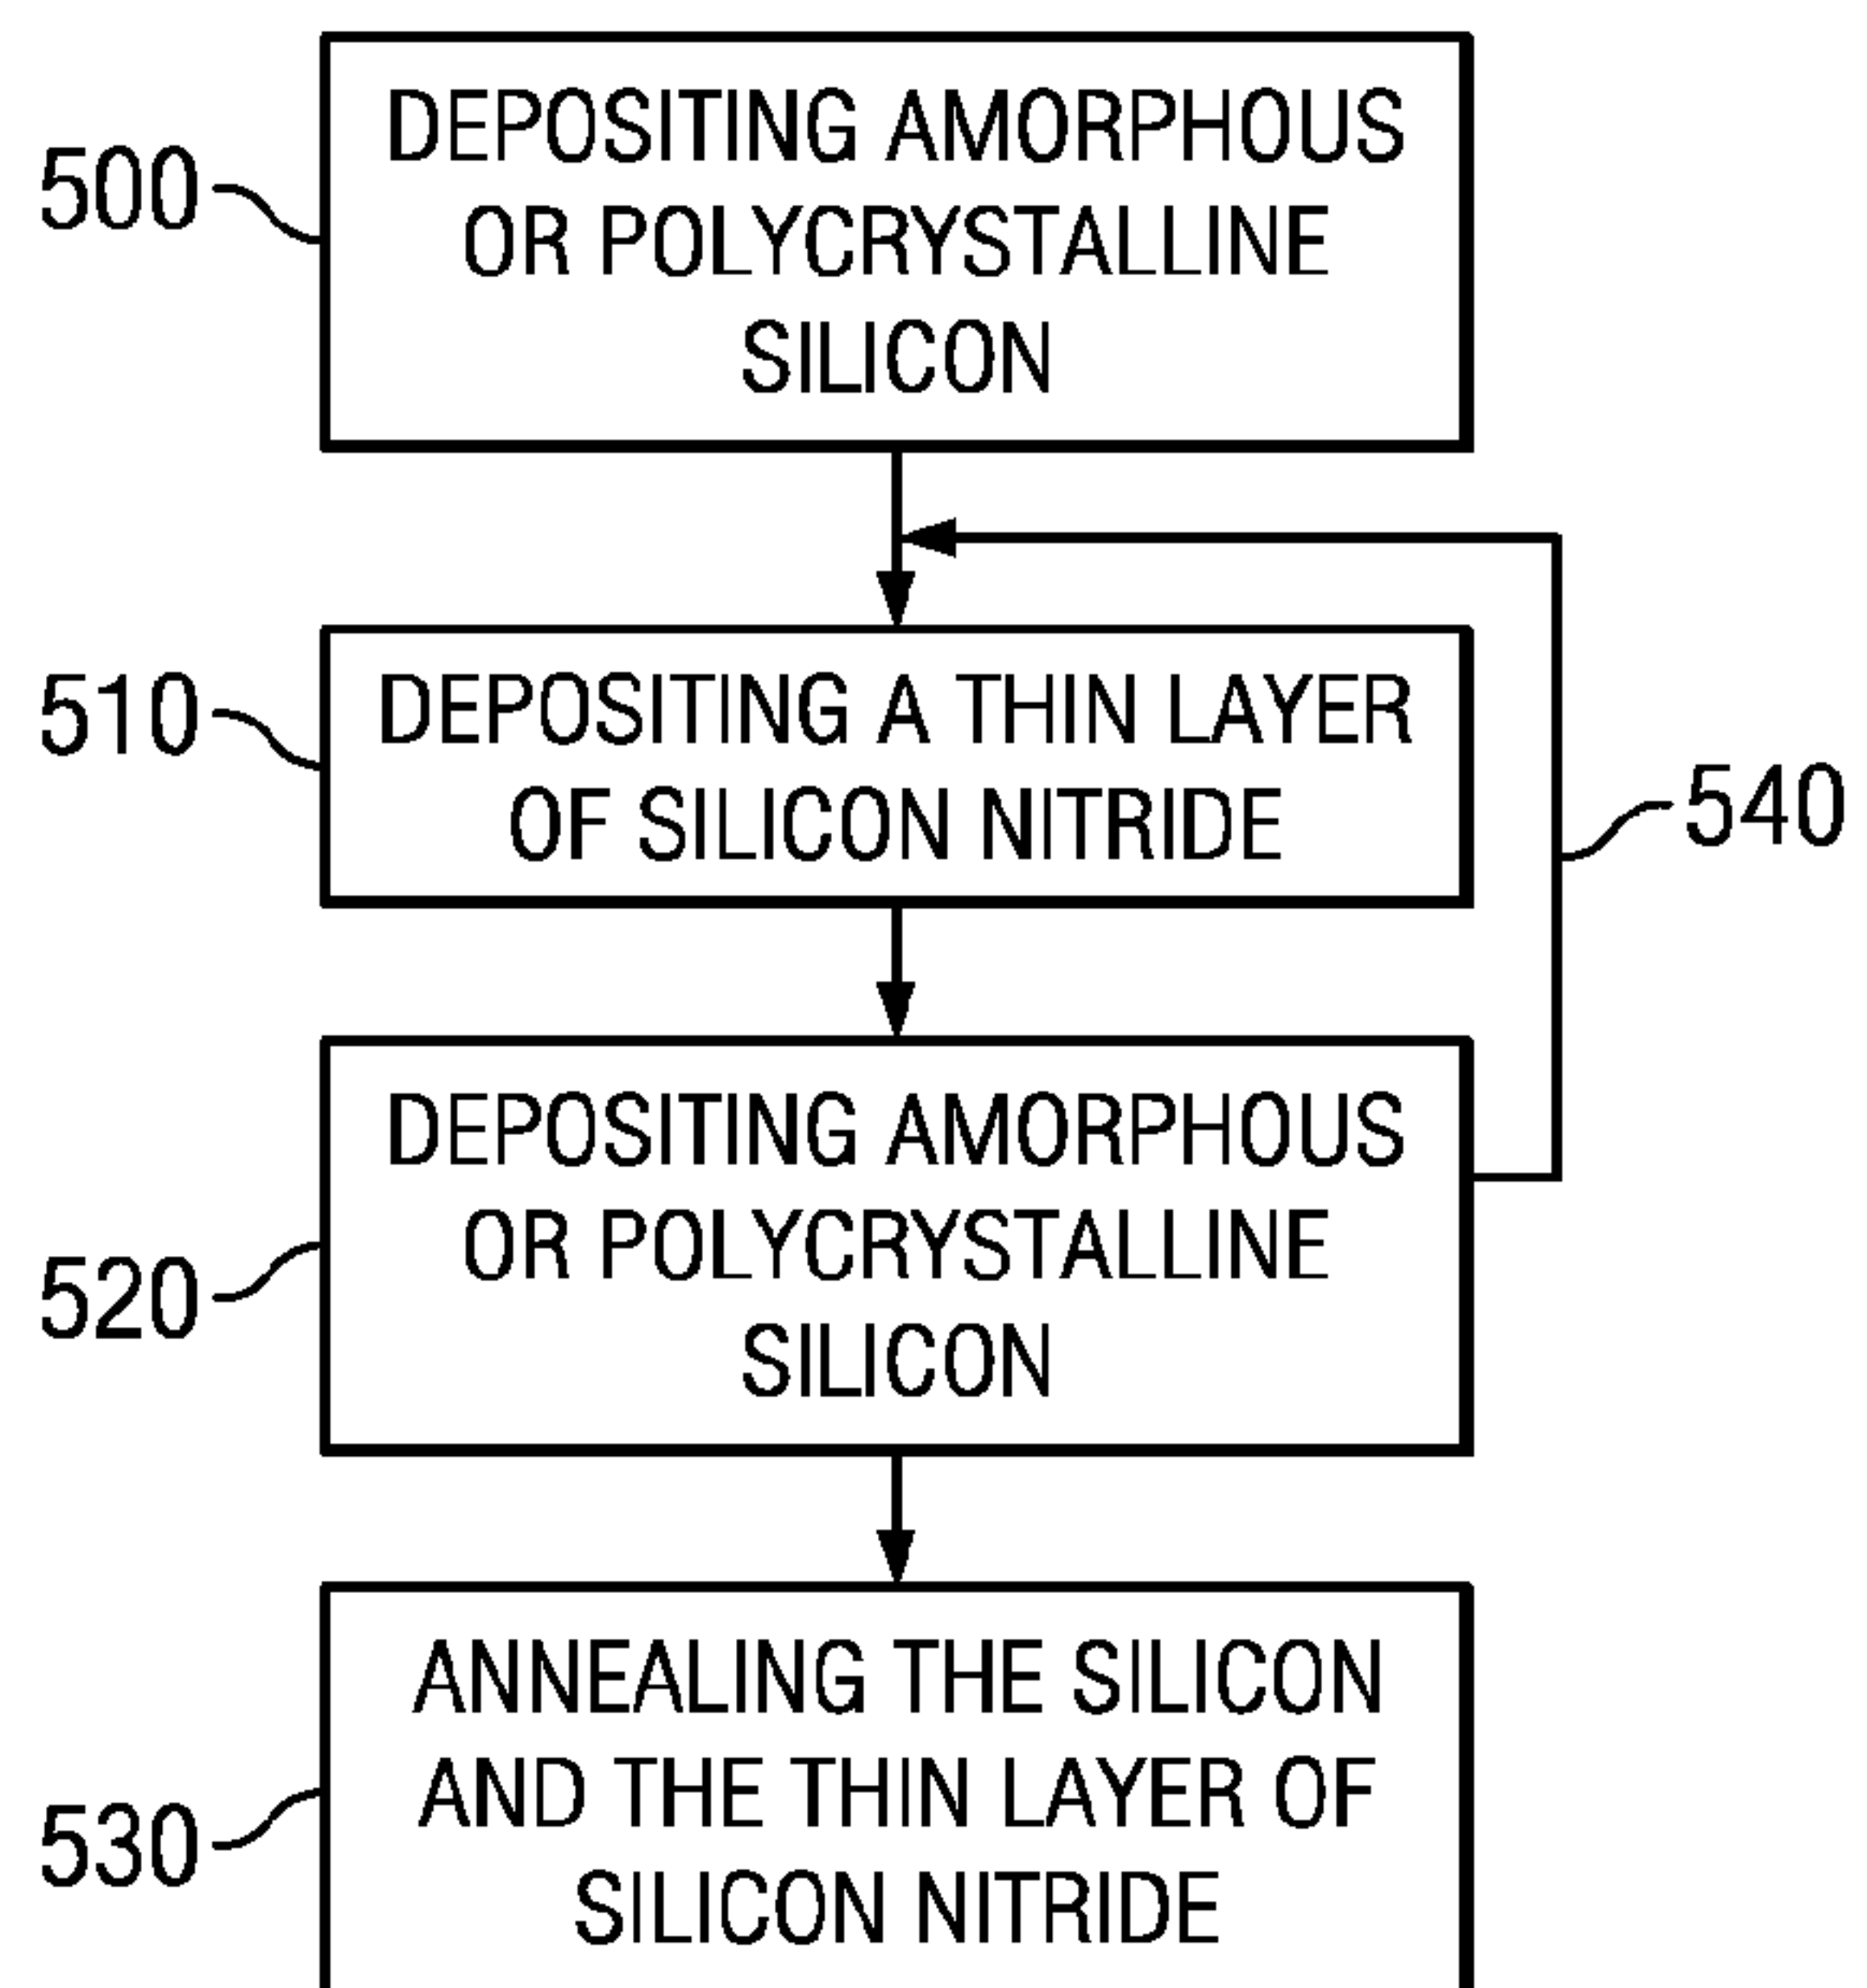 500
DEPOSITING AMORPHOUS
OR POLYCRYSTALLINE
SILICON
510
DEPOSITING A THIN LAYER
OF SILICON NITRIDE
540
520
DEPOSITING AMORPHOUS
OR POLYCRYSTALLINE
SILICON
530
ANNEALING THE SILICON
AND THE THIN LAYER OF
SILICON NITRIDE